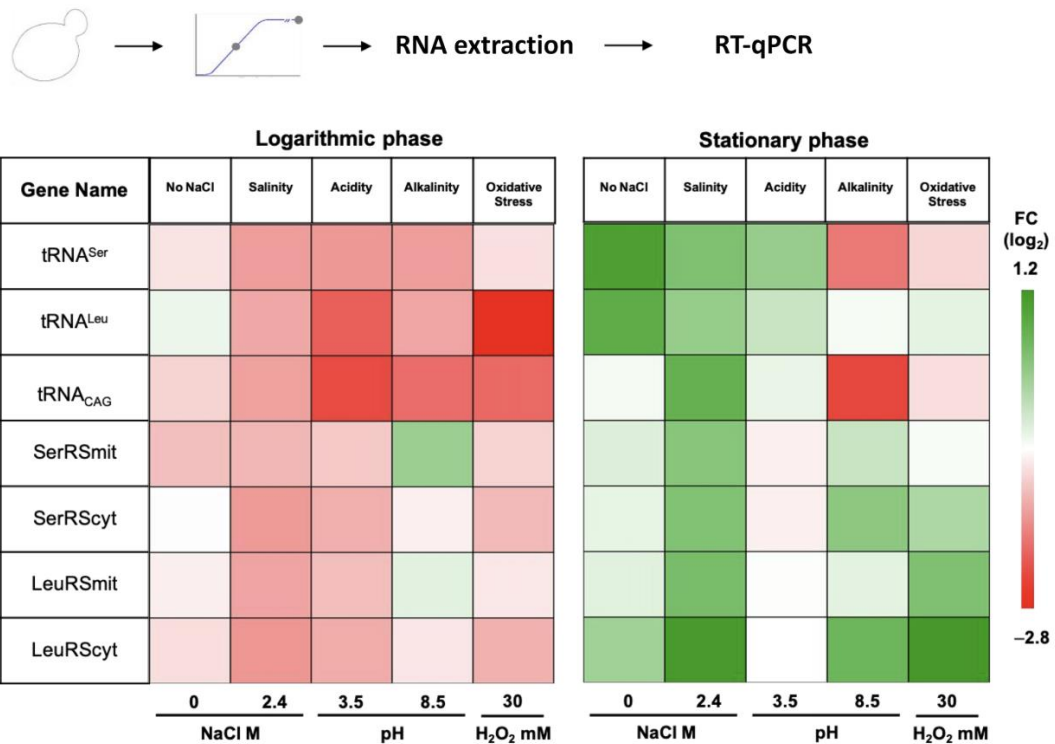 RNA extraction
RT-qPCR
Logarithmic phase
Stationary phase
Gene Name
No NaCl
Salinity
Acidity
Alkalinity
Oxidative
Stress
No NaCl
Salinity
Acidity
Alkalinity
Oxidative
Stress
FC
(log₂)
1.2
−2.8
tRNAˢᵉʳ
tRNAᴸᵉᵘ
tRNA_CAG
SerRSmit
SerRScyt
LeuRSmit
LeuRScyt
0 2.4 3.5 8.5 30
NaCl M pH H₂O₂ mM
0 2.4 3.5 8.5 30
NaCl M pH H₂O₂ mM